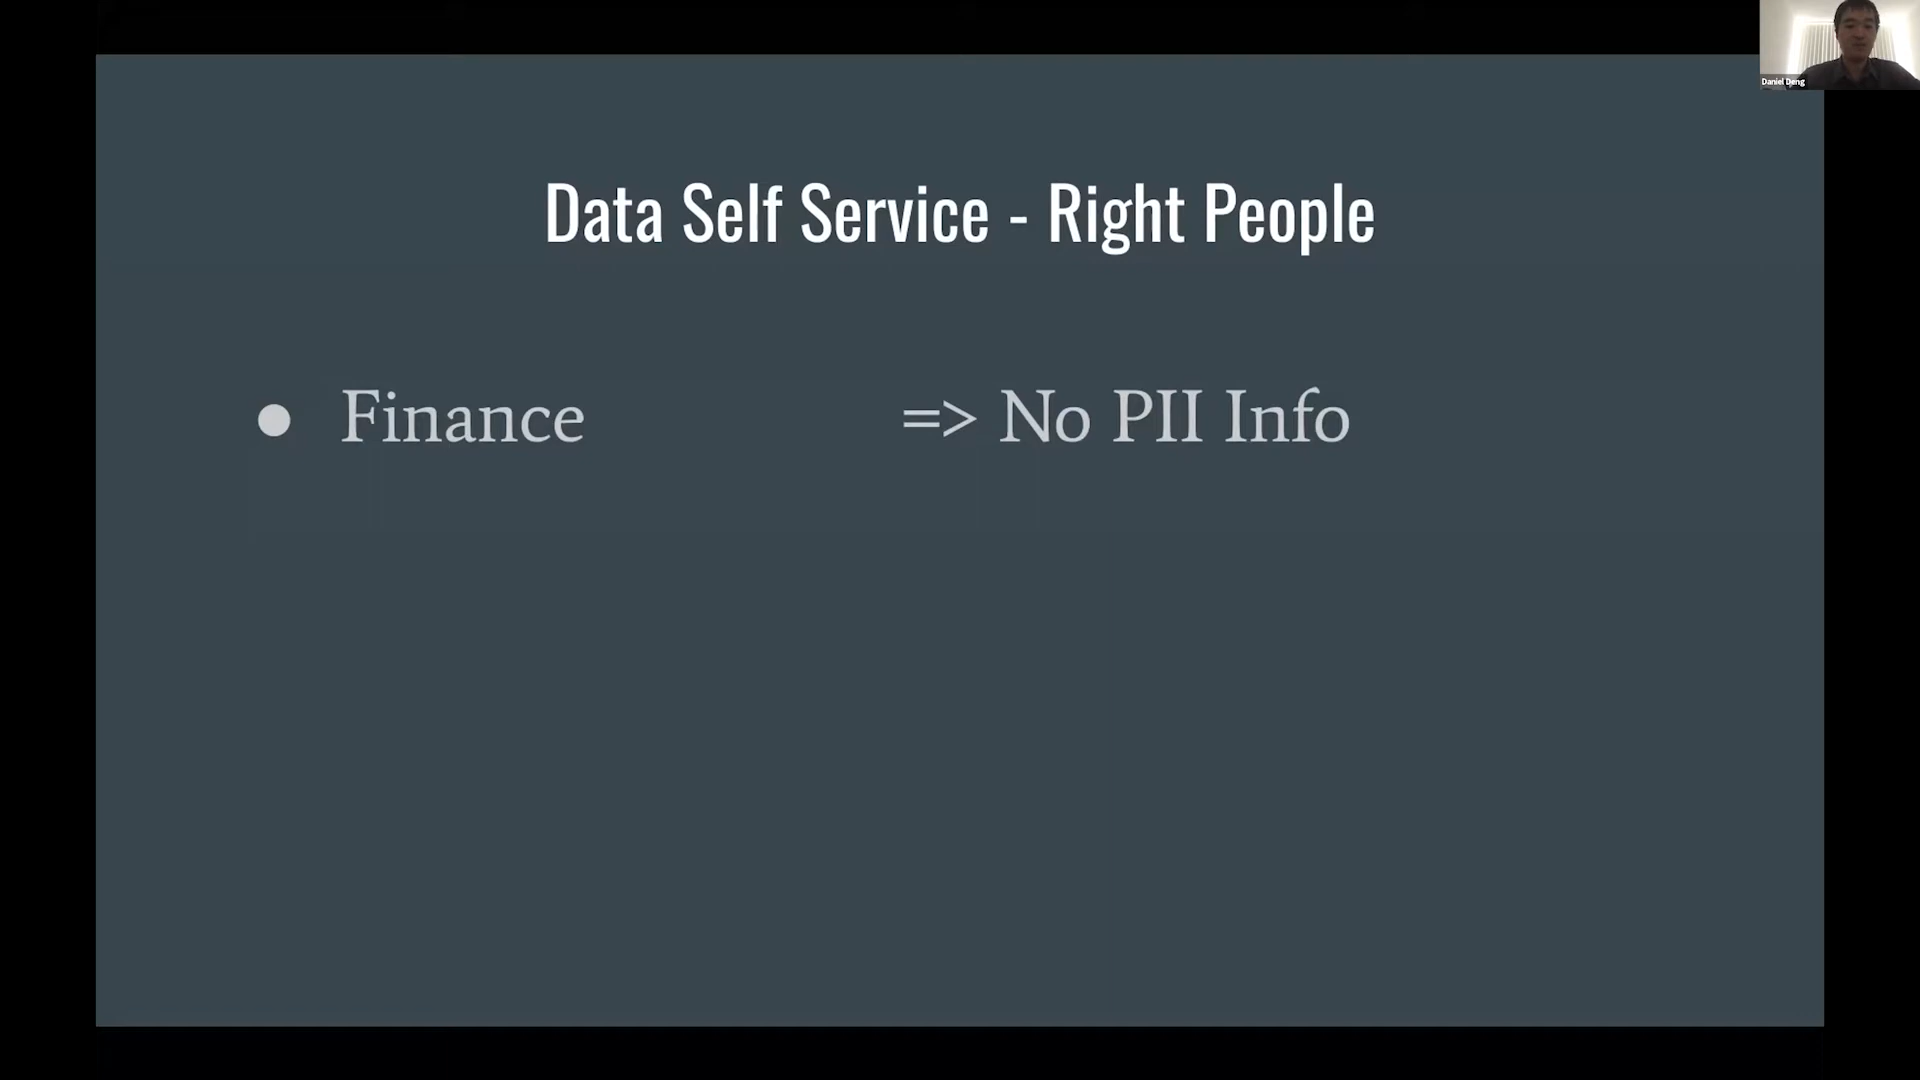 Daniel Deng
Data Self Service - Right People
● Finance => No PII Info